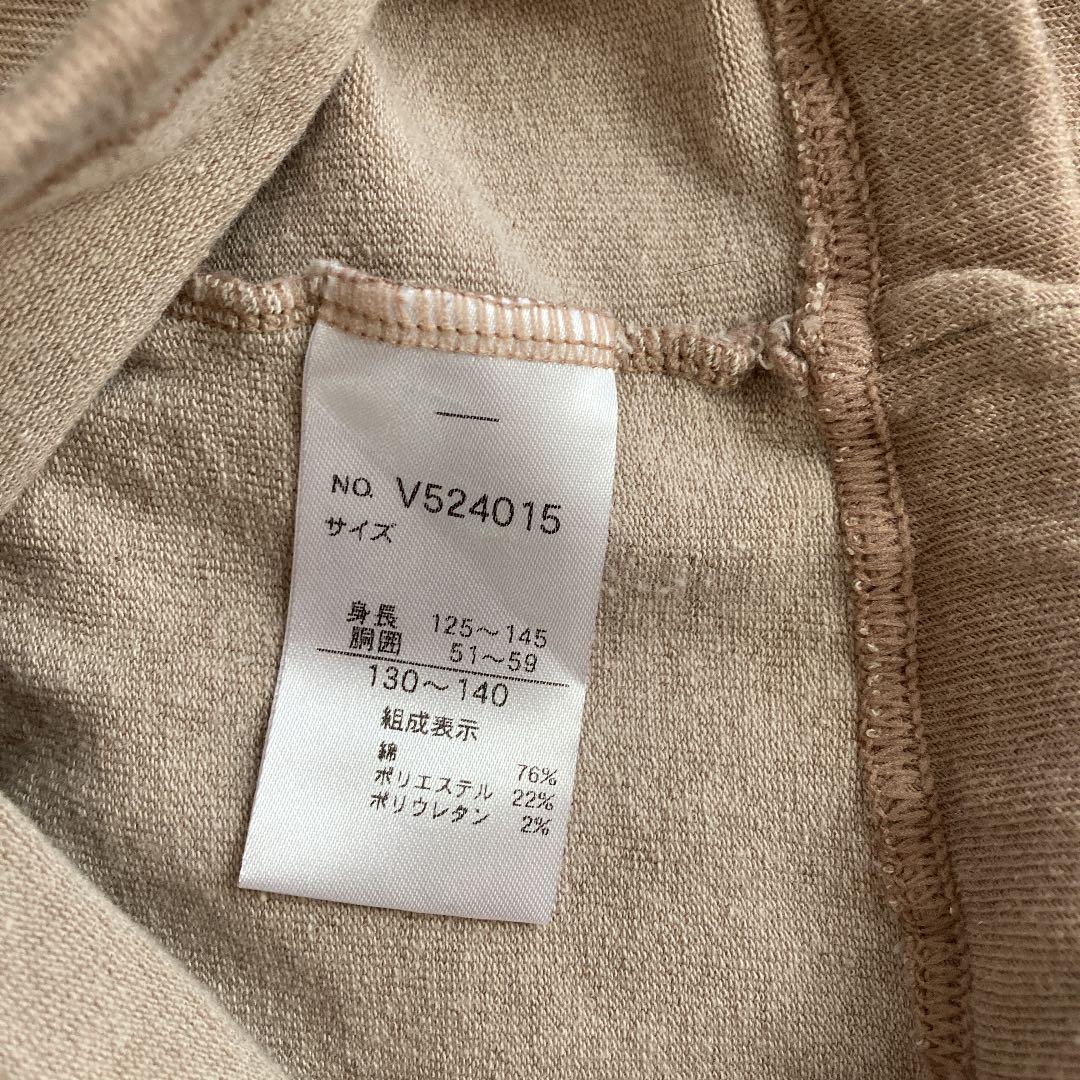 NO. V524015
サイズ
身長 125～145
胴囲 51～59
130～140
組成表示
綿 76%
ポリエステル 22%
ポリウレタン 2%